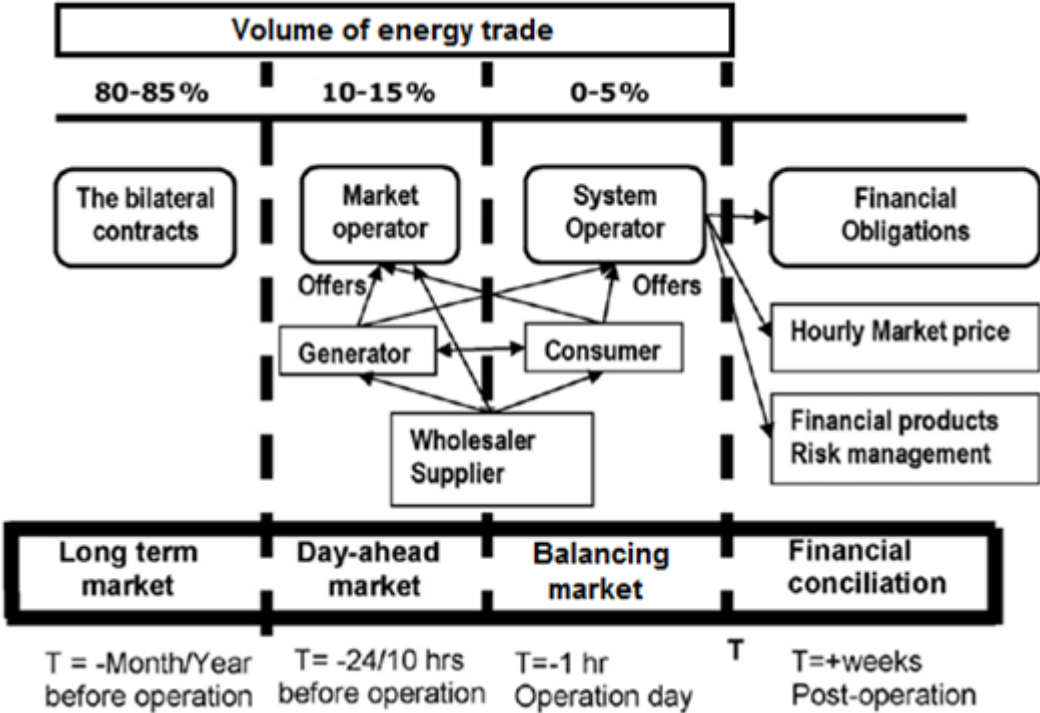 Volume of energy trade
80-85%
10-15%
0-5%
The bilateral
contracts
Market
operator
System
Operator
Financial
Obligations
Offers
Offers
Generator
Consumer
Hourly Market price
Wholesaler
Supplier
Financial products
Risk management
Long term
market
Day-ahead
market
Balancing
market
Financial
conciliation
T = -Month/Year
before operation
T= -24/10 hrs
before operation
T=-1 hr
Operation day
T
T=+weeks
Post-operation